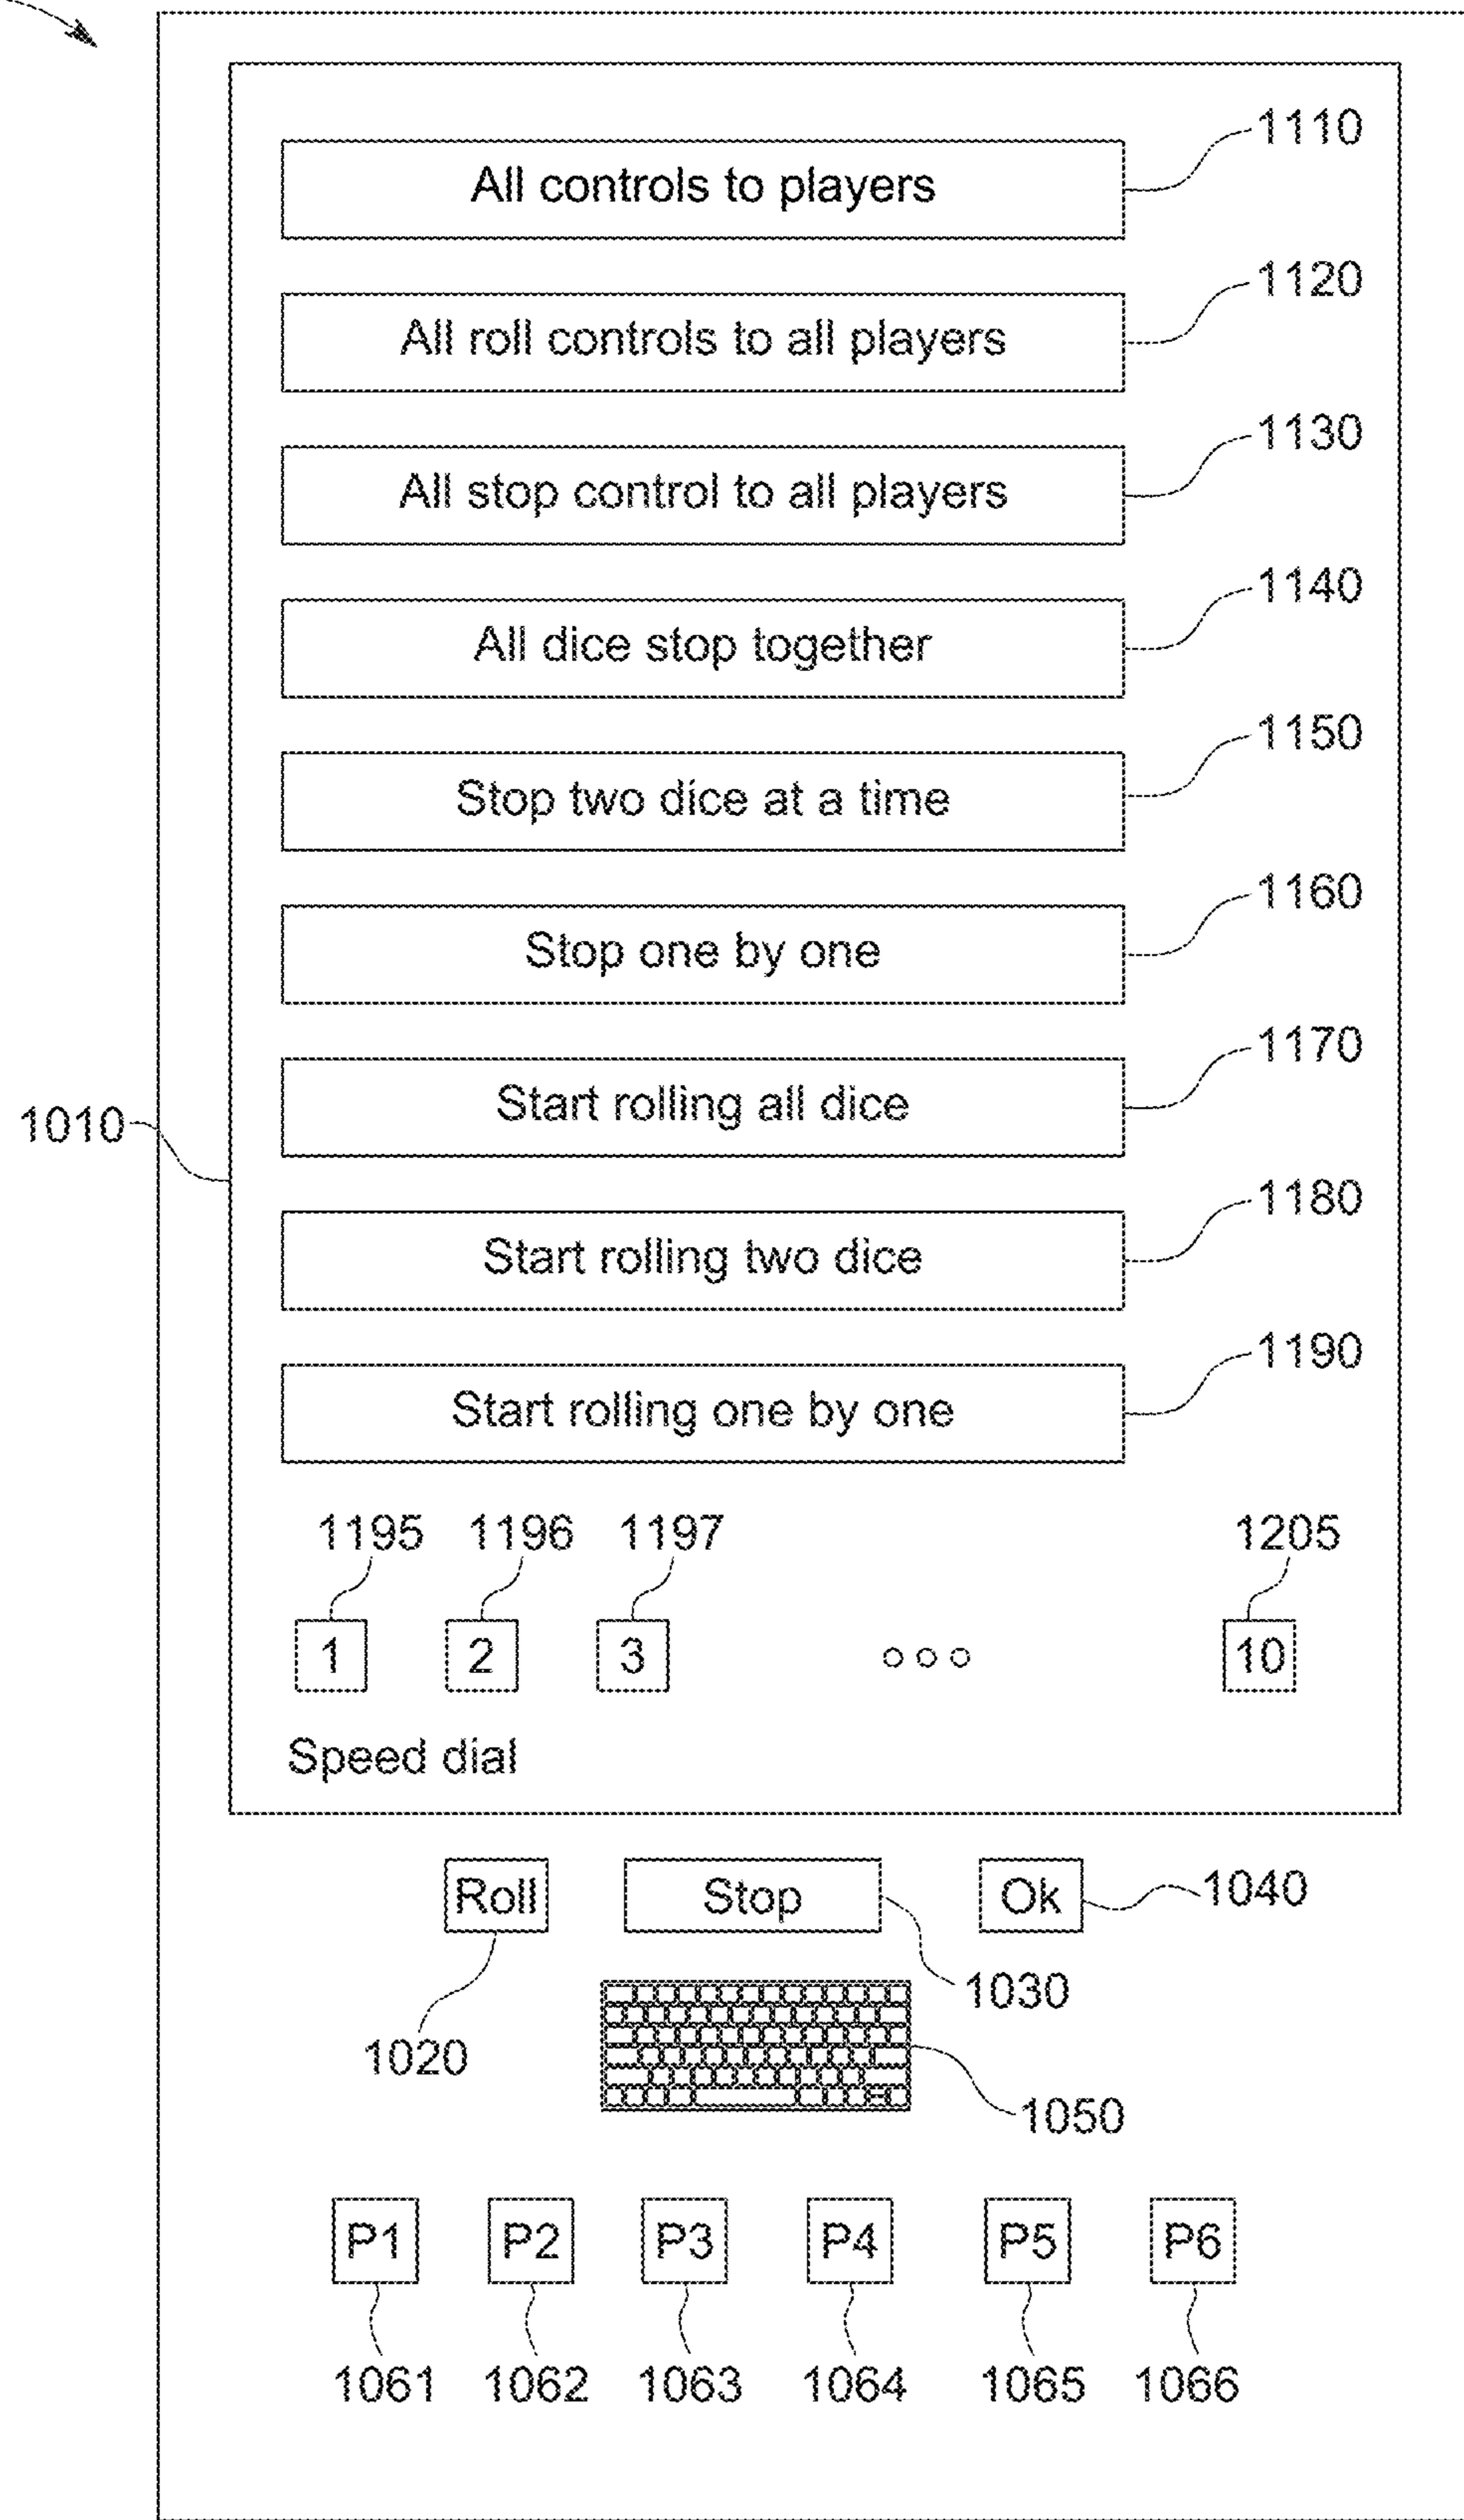 1110
All controls to players
1120
All roll controls to all players
1130
All stop control to all players
1140
All dice stop together
1150
Stop two dice at a time
1160
Stop one by one
1170
Start rolling all dice
1010
1180
Start rolling two dice
1190
Start rolling one by one
1195 1196 1197 1205
1 2 3 10
Speed dial
Roll Stop Ok 1040
1030
1020
1050
P1 P2 P3 P4 P5 P6
1061 1062 1063 1064 1065 1066